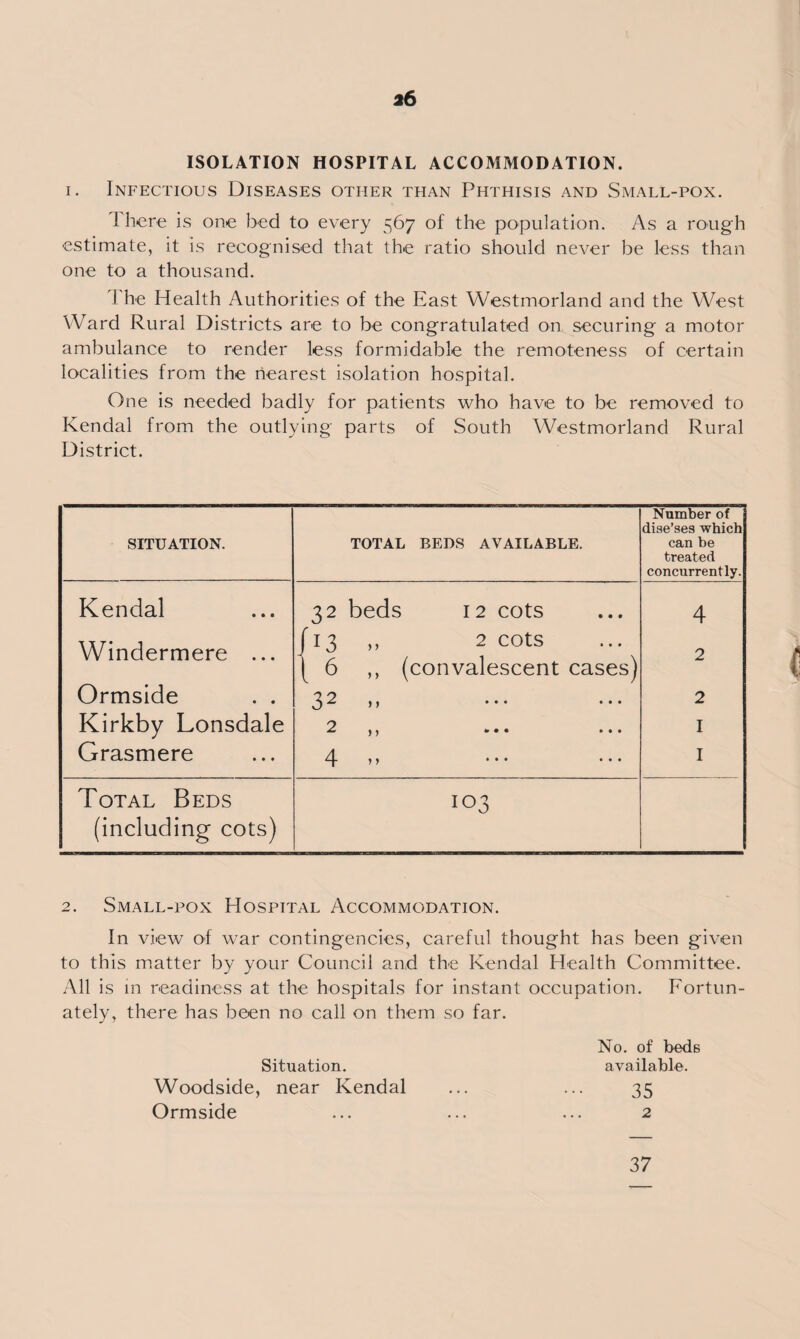 26
ISOLATION HOSPITAL ACCOMMODATION.
1. Infectious Diseases other than Phthisis and Small-pox.
There is one bed to every 567 of the population. As a rough
estimate, it is recognised that the ratio should never be less than
one to a thousand.
The Health Authorities of the East Westmorland and the West
Ward Rural Districts are to be congratulated on securing a motor
ambulance to render less formidable the remoteness of certain
localities from the nearest isolation hospital.
One is needed badly for patients who have to be removed to
Kendal from the outlying parts of South Westmorland Rural
District.
SITUATION. TOTAL BEDS AVAILABLE. Number of dise'ses which can be treated concurrently.
Kendal ... 32 beds 12 cots ... 4
Windermere ... { 13 ,, 2 cots ... 2
6 ,, (convalescent cases)
Ormside . . 32 ,, ... ... 2
Kirkby Lonsdale 2 ,, ... ... 1
Grasmere ... 4 ,, ... ... 1
Total Beds 103
(including cots)
2. Small-pox Hospital Accommodation.
In view of war contingencies, careful thought has been given
to this matter by your Council and the Kendal Health Committee.
All is in readiness at the hospitals for instant occupation. Fortun-
ately, there has been no call on them so far.
No. of beds
Situation. available.
Woodside, near Kendal ... ... 35
Ormside ... ... ... 2
37